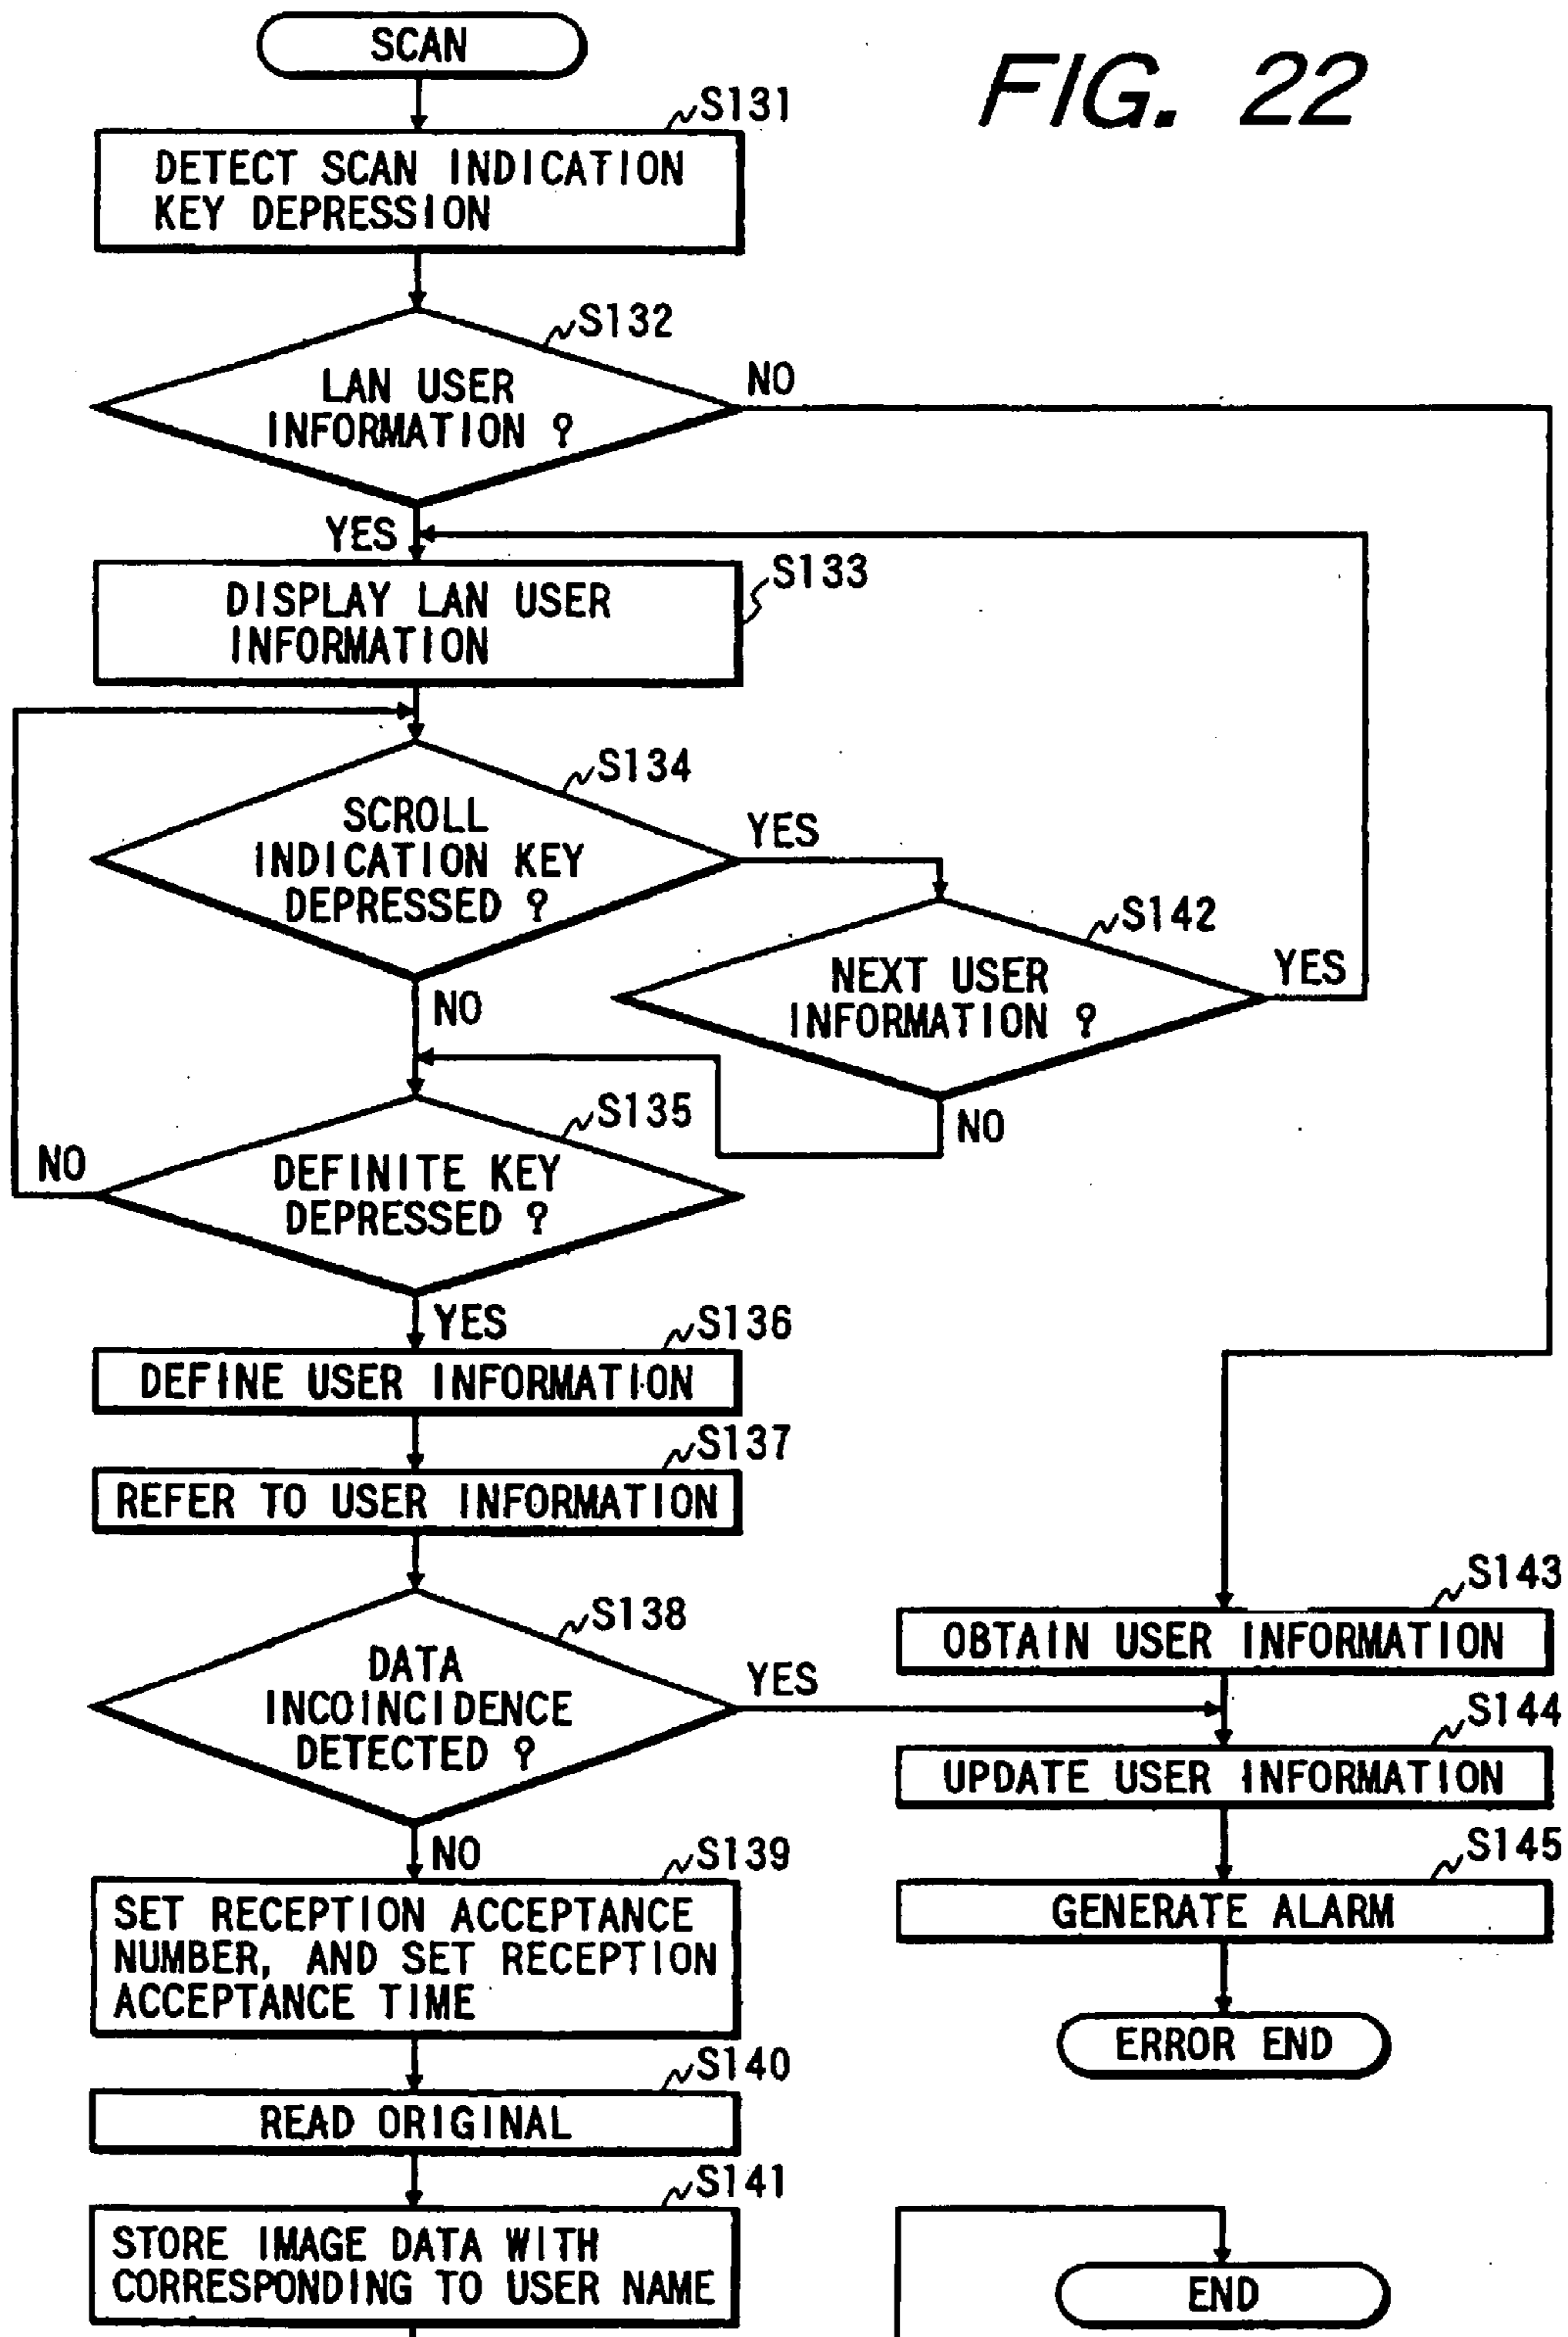 SCAN
FIG. 22
S131
DETECT SCAN INDICATION
KEY DEPRESSION
S132
LAN USER
INFORMATION ?
NO
YES
S133
DISPLAY LAN USER
INFORMATION
S134
SCROLL
INDICATION KEY
DEPRESSED ?
YES
NO
S142
NEXT USER
INFORMATION ?
YES
NO
S135
DEFINITE KEY
DEPRESSED ?
NO
YES
S136
DEFINE USER INFORMATION
S137
REFER TO USER INFORMATION
S138
DATA
INCOINCIDENCE
DETECTED ?
YES
NO
S143
OBTAIN USER INFORMATION
S144
UPDATE USER INFORMATION
S145
GENERATE ALARM
ERROR END
S139
SET RECEPTION ACCEPTANCE
NUMBER, AND SET RECEPTION
ACCEPTANCE TIME
S140
READ ORIGINAL
S141
STORE IMAGE DATA WITH
CORRESPONDING TO USER NAME
END